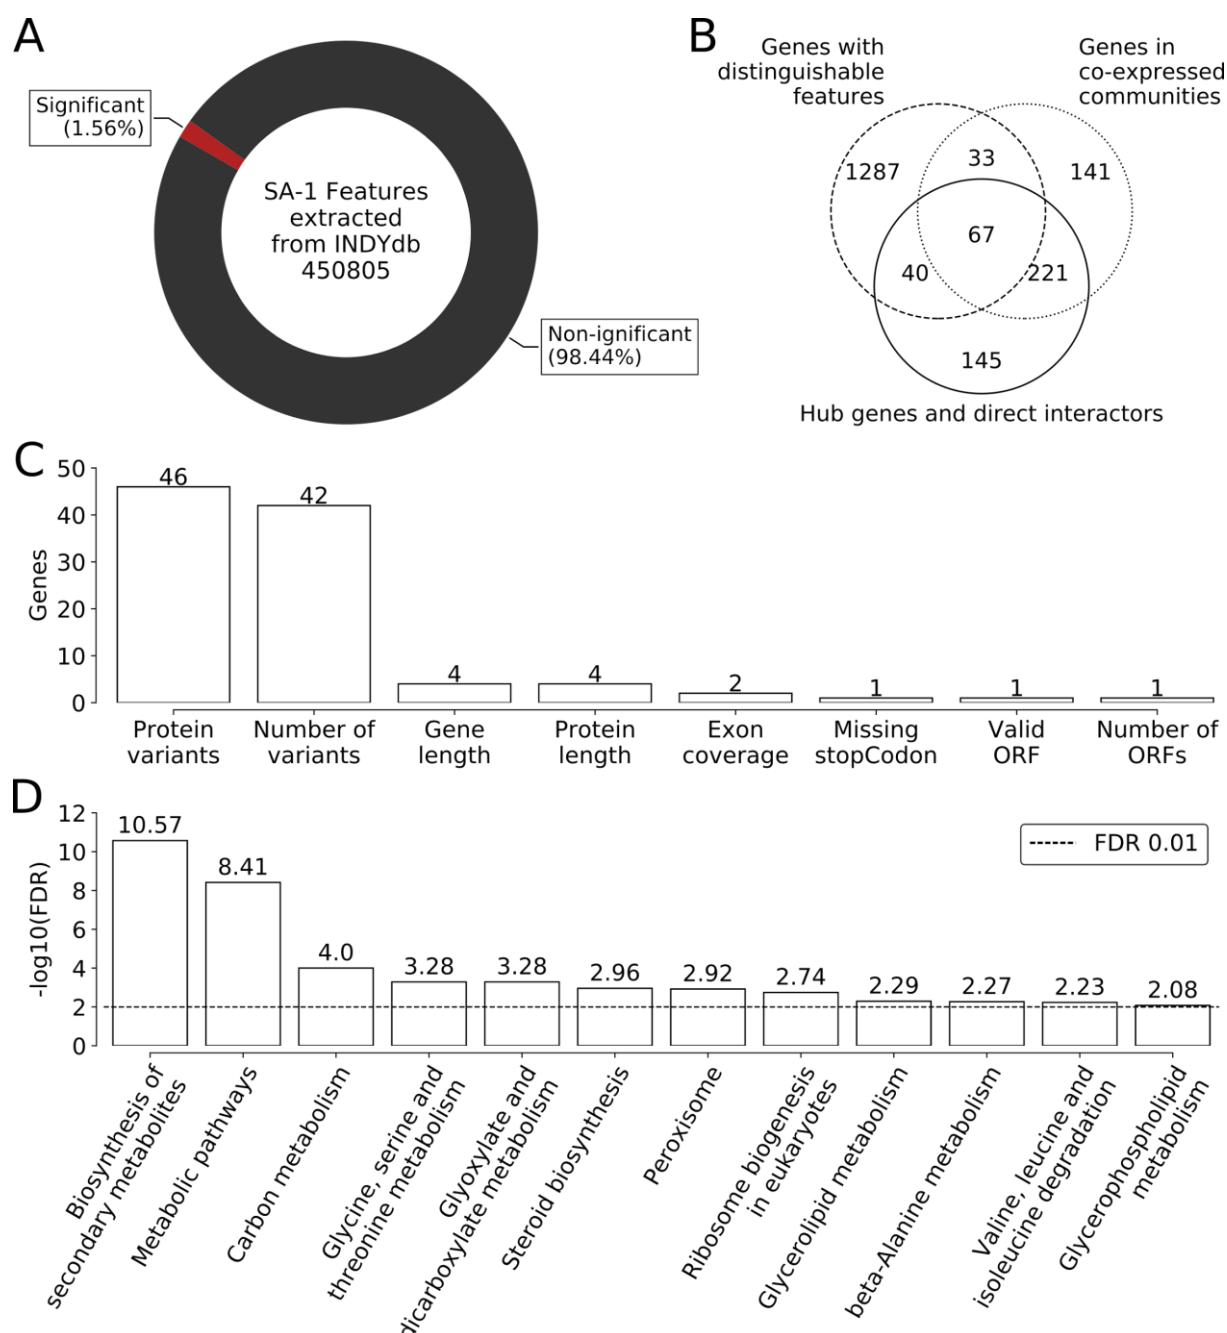 A
Significant
(1.56%)
SA-1 Features
extracted
from INDYdb
450805
Non-ignificant
(98.44%)
B
Genes with
distinguishable
features
Genes in
co-expressed
communities
1287
33
141
67
40
221
145
Hub genes and direct interactors
C
Genes
50
40
30
20
10
0
46
42
4
4
2
1
1
1
Protein
variants
Number of
variants
Gene
length
Protein
length
Exon
coverage
Missing
stopCodon
Valid
ORF
Number of
ORFs
D
-log10(FDR)
12
10
8
6
4
2
0
10.57
8.41
4.0
3.28
3.28
2.96
2.92
2.74
2.29
2.27
2.23
2.08
FDR 0.01
Biosynthesis of
secondary metabolites
Metabolic pathways
Carbon metabolism
Glycine, serine and
threonine metabolism
Glyoxylate and
dicarboxylate metabolism
Steroid biosynthesis
Peroxisome
Ribosome biogenesis
in eukaryotes
Glycerolipid metabolism
beta-Alanine metabolism
Valine, leucine and
isoleucine degradation
Glycerophospholipid
metabolism